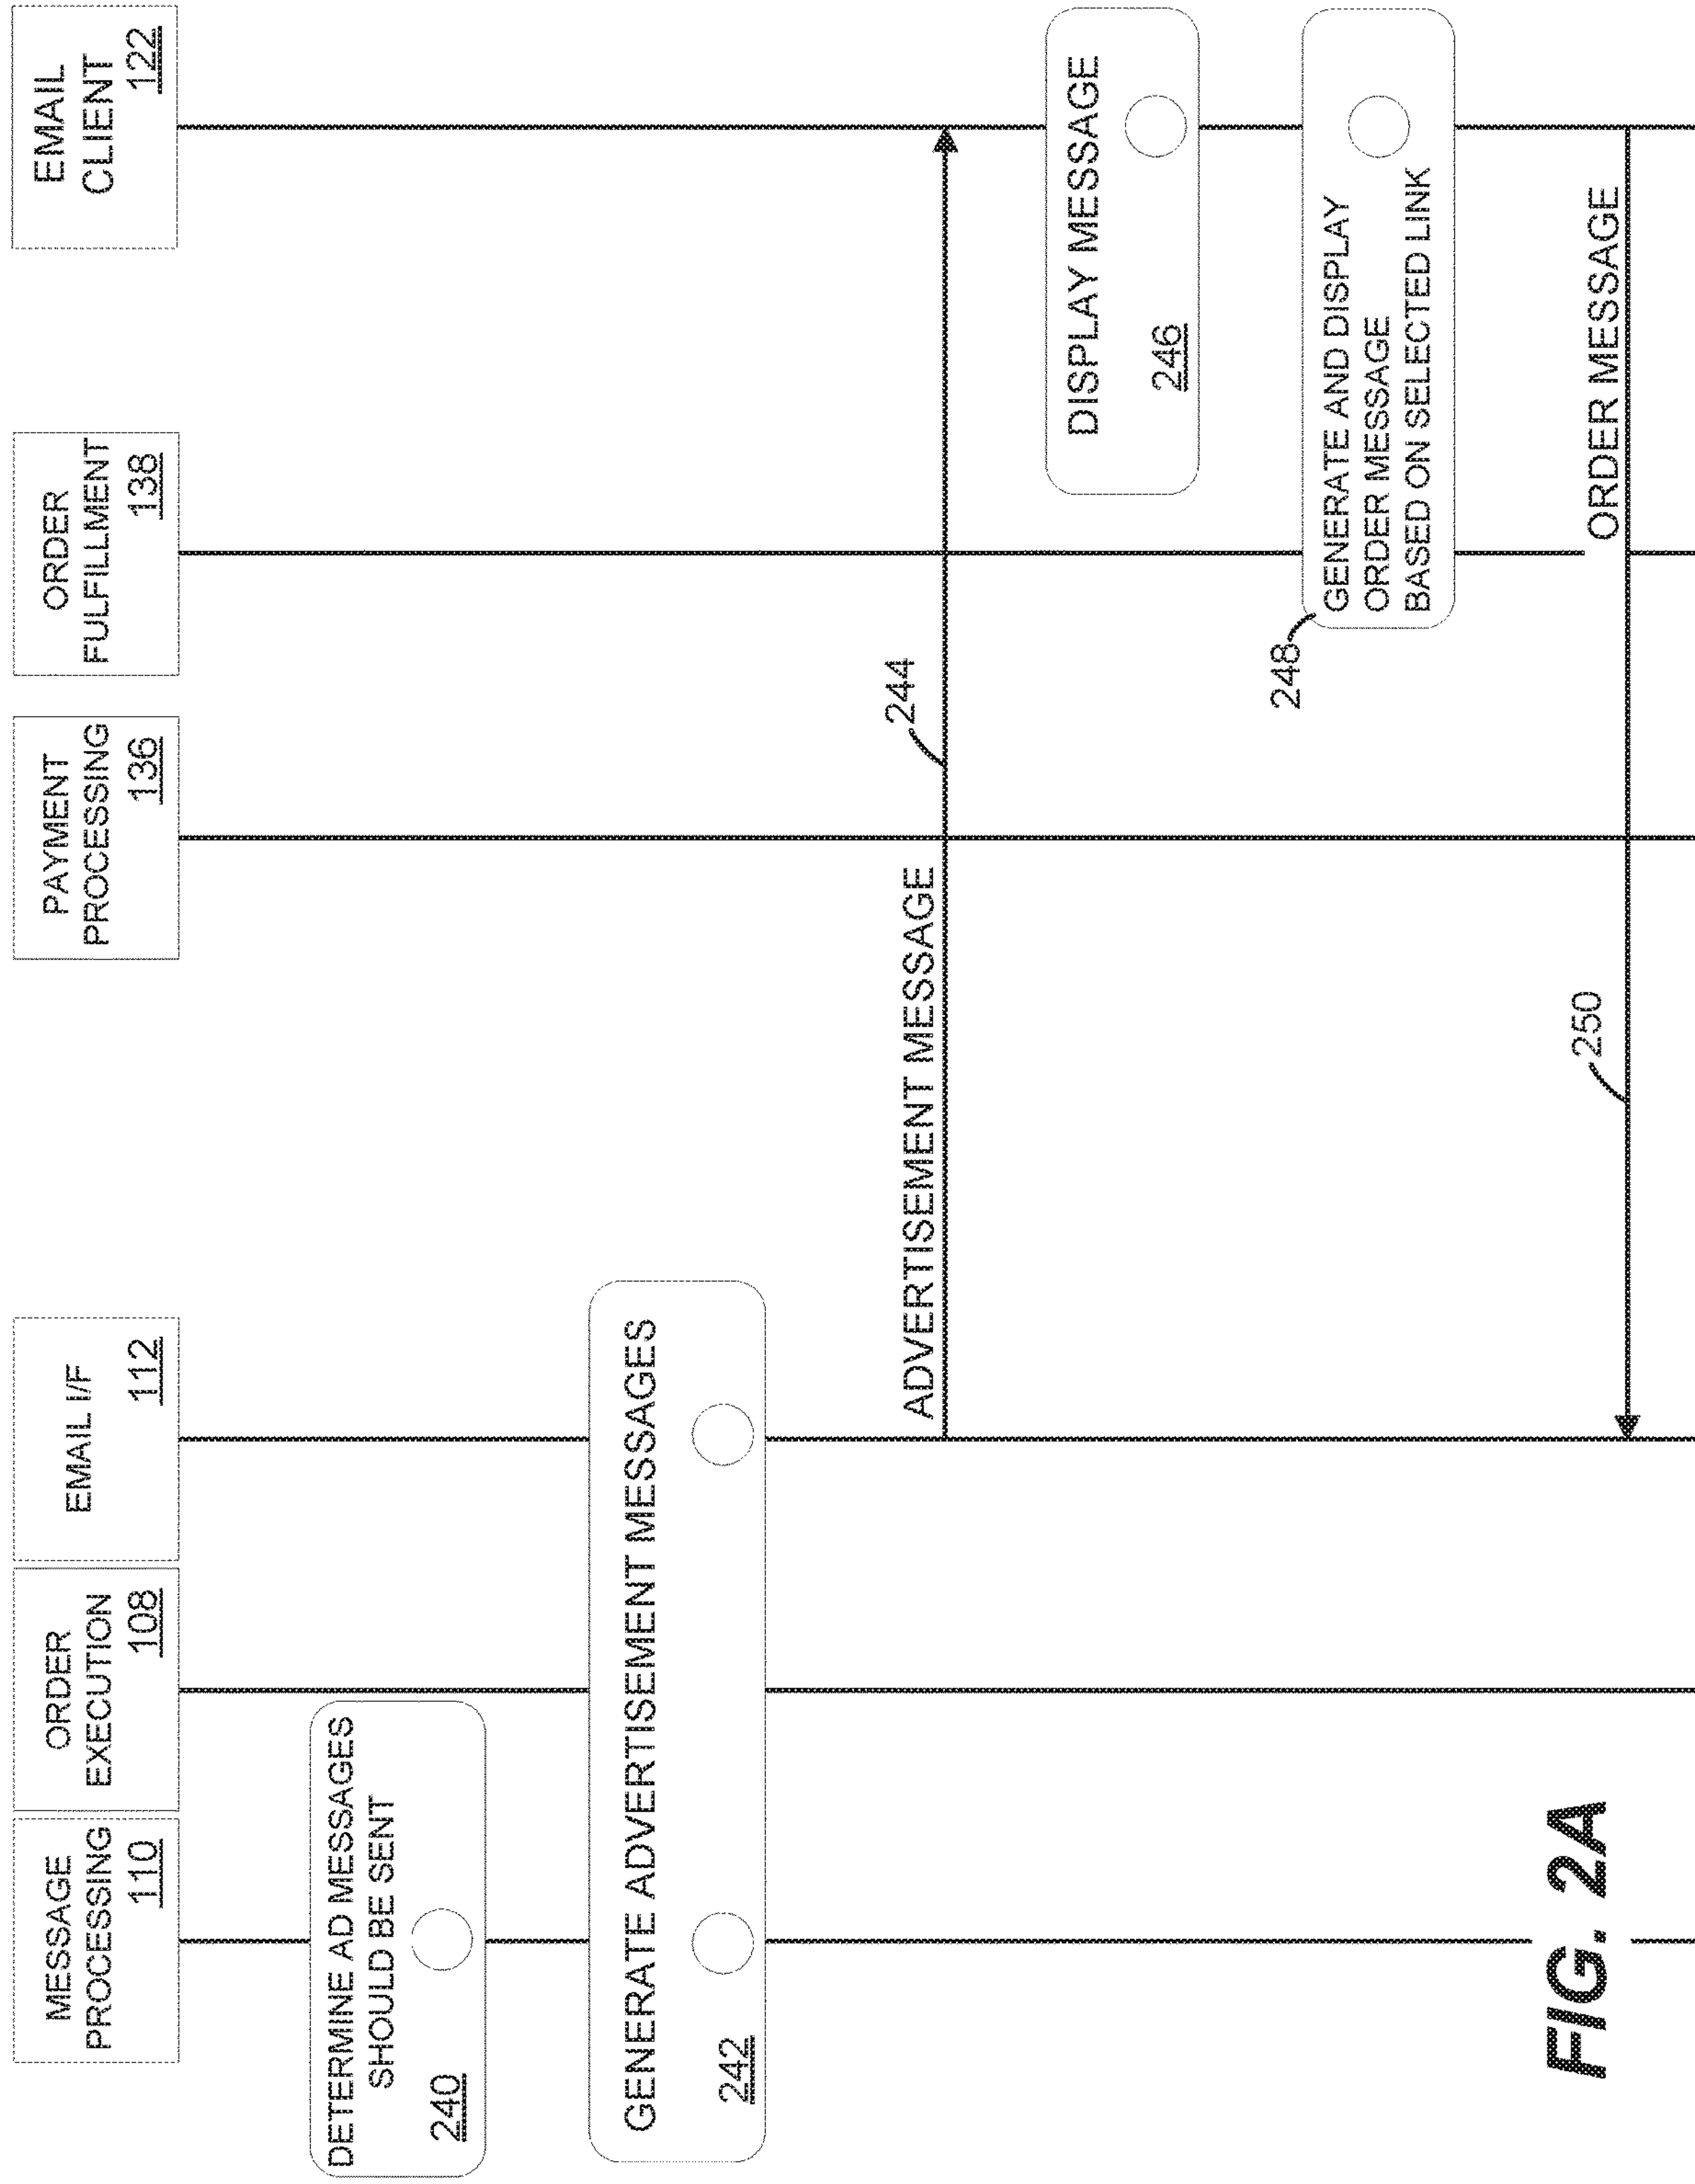 MESSAGE
PROCESSING
110
ORDER
EXECUTION
108
EMAIL I/F
112
PAYMENT
PROCESSING
136
ORDER
FULFILLMENT
138
EMAIL
CLIENT
122
DETERMINE AD MESSAGES
SHOULD BE SENT
240
GENERATE ADVERTISEMENT MESSAGES
242
ADVERTISEMENT MESSAGE
244
DISPLAY MESSAGE
246
248
GENERATE AND DISPLAY
ORDER MESSAGE
BASED ON SELECTED LINK
250
ORDER MESSAGE
FIG. 2A